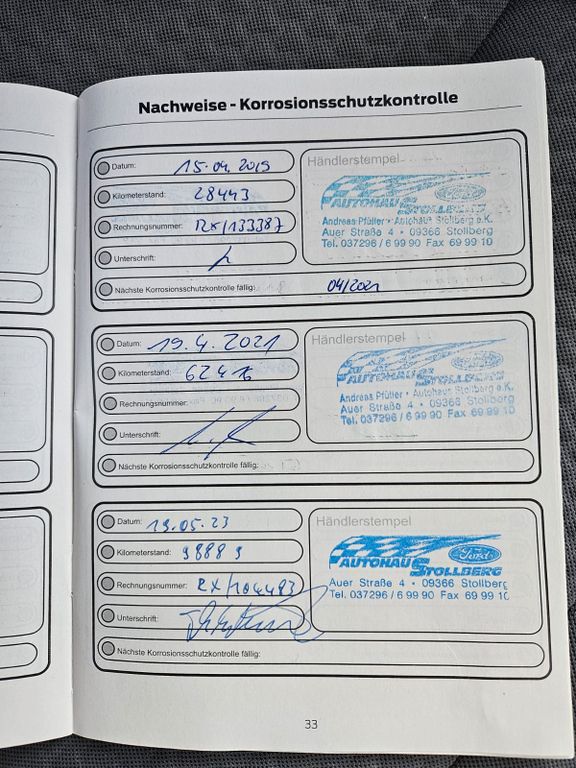 Nachweise - Korrosionsschutzkontrolle
Datum: 15.04.2019
Kilometerstand: 28443
Rechnungsnummer: RX/133387
Unterschrift:
Nächste Korrosionsschutzkontrolle fällig: 04/2021
Händlerstempel
AUTOHAUS STOLLBERG Ford
Andreas Pfüller • Autohaus Stollberg e.K.
Auer Straße 4 • 09366 Stollberg
Tel. 037296 / 6 99 90 Fax 69 99 10
Datum: 19.4.2021
Kilometerstand: 62416
Rechnungsnummer:
Unterschrift:
Nächste Korrosionsschutzkontrolle fällig:
Händlerstempel
AUTOHAUS STOLLBERG Ford
Andreas Pfüller • Autohaus Stollberg e.K.
Auer Straße 4 • 09366 Stollberg
Tel. 037296 / 6 99 90 Fax 69 99 10
Datum: 19.05.23
Kilometerstand: 98889
Rechnungsnummer: RX/104493
Unterschrift:
Nächste Korrosionsschutzkontrolle fällig:
Händlerstempel
AUTOHAUS STOLLBERG Ford
Auer Straße 4 • 09366 Stollberg
Tel. 037296 / 6 99 90 Fax 69 99 10
33